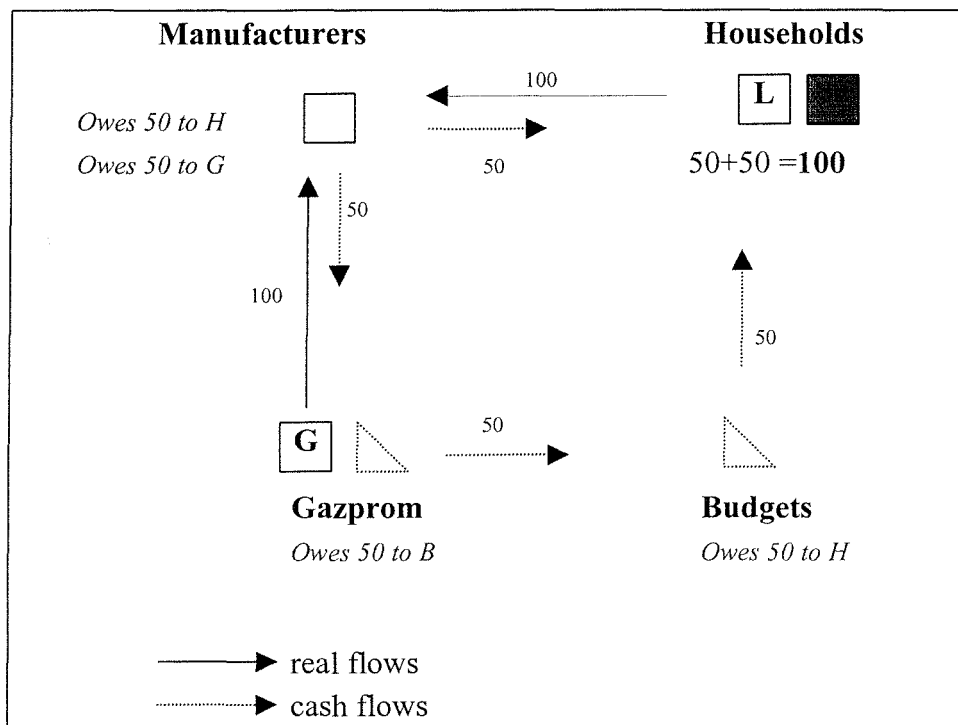 Manufacturers
Households
100
L
Owes 50 to H
Owes 50 to G
50
50+50 =100
50
100
50
G
50
Gazprom
Budgets
Owes 50 to B
Owes 50 to H
real flows
cash flows